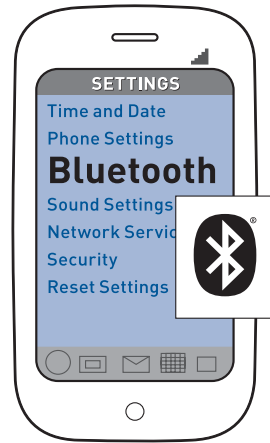 SETTINGS
Time and Date
Phone Settings
Bluetooth
Sound Settings
Network Servic
Security
Reset Settings
®